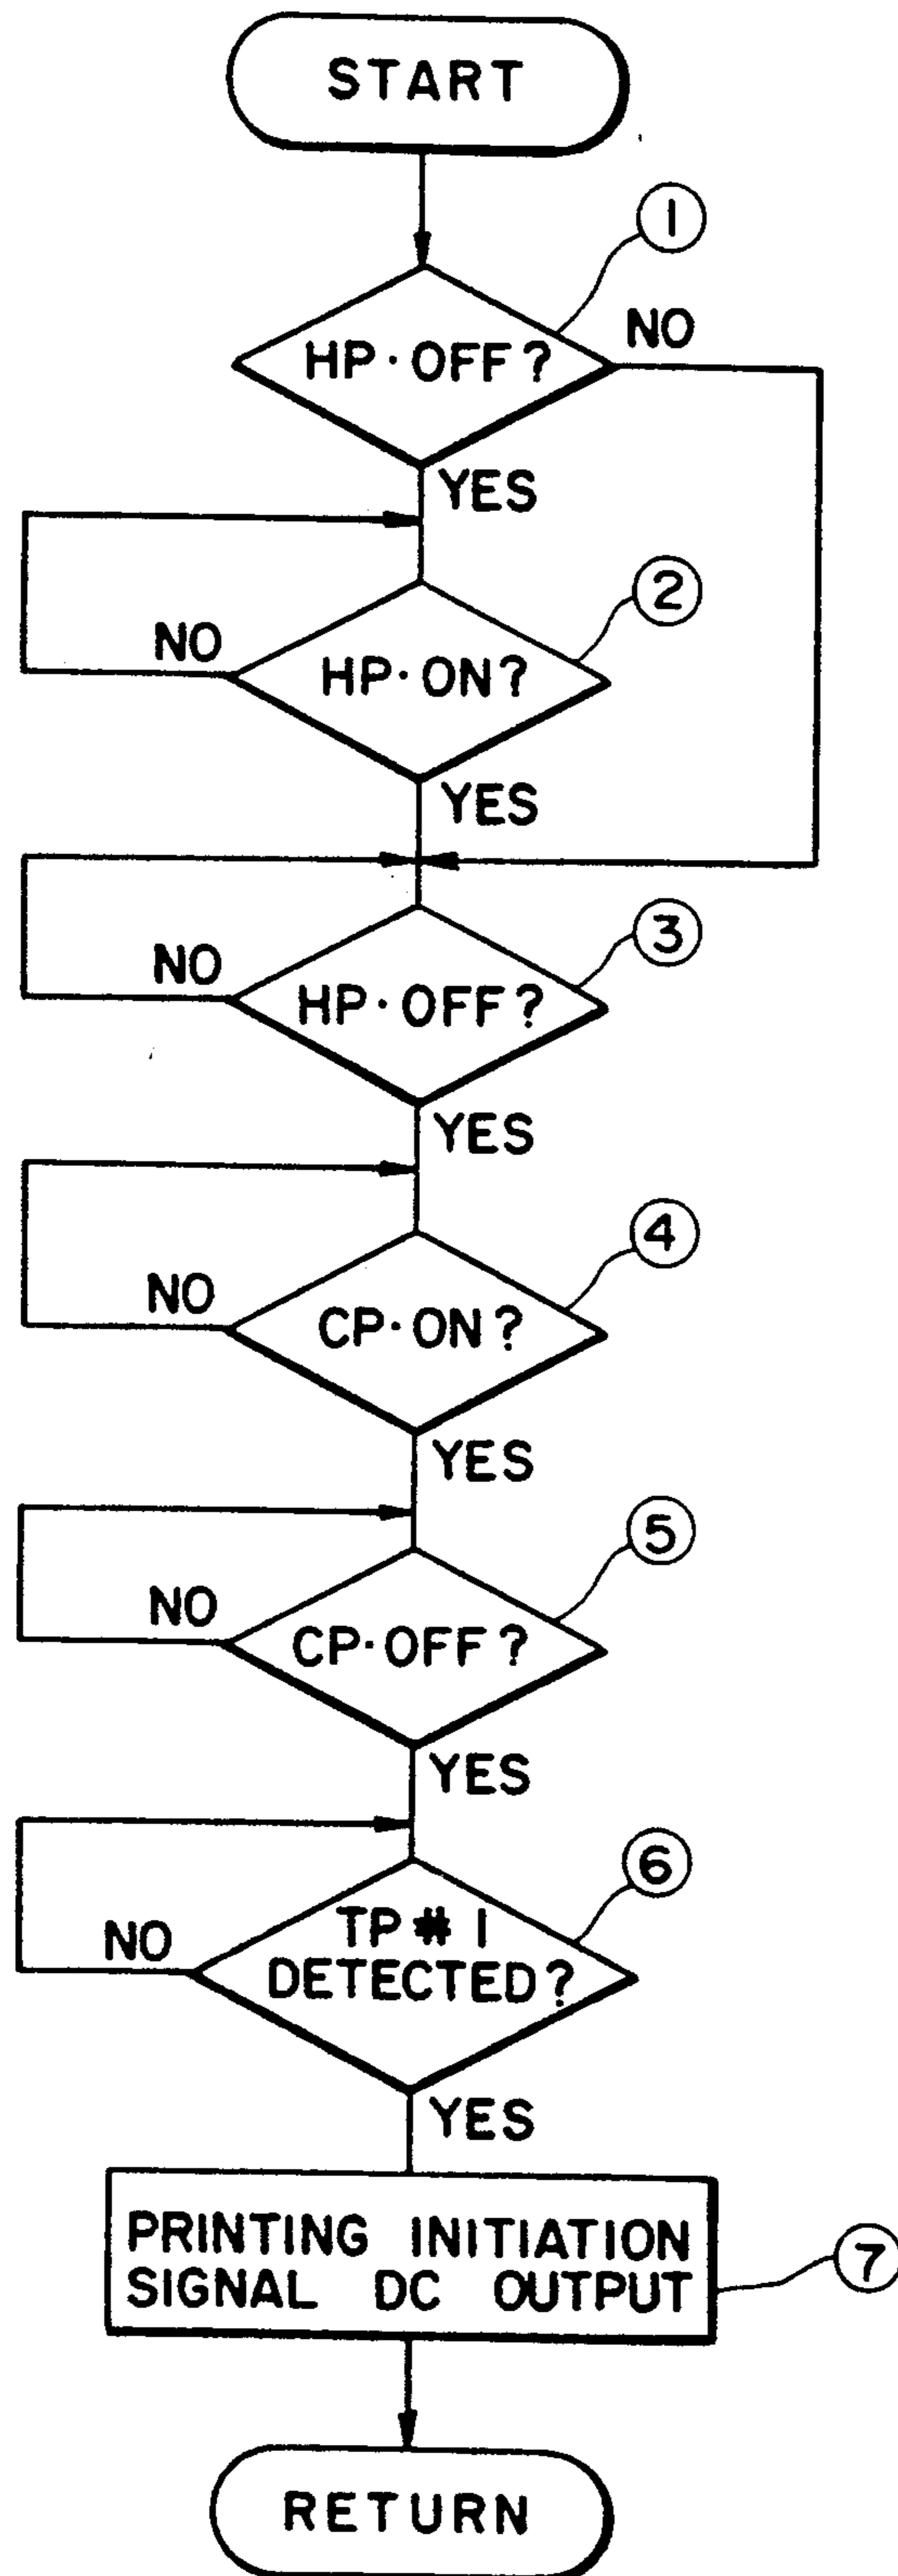 START
①
HP·OFF?
NO
YES
②
NO
HP·ON?
YES
③
NO
HP·OFF?
YES
④
NO
CP·ON?
YES
⑤
NO
CP·OFF?
YES
⑥
NO
TP#1
DETECTED?
YES
PRINTING INITIATION
SIGNAL DC OUTPUT
⑦
RETURN